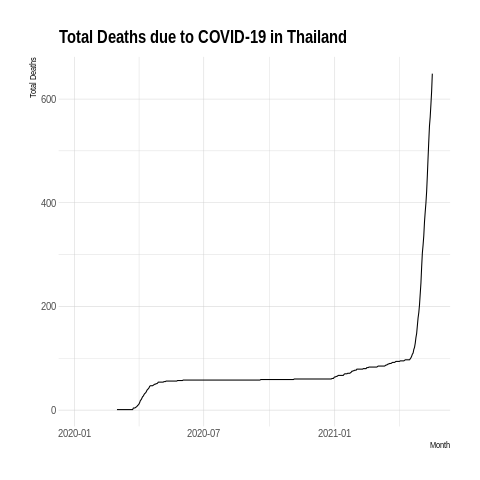 Total Deaths due to COVID-19 in Thailand
Total Deaths
600
400
200
0
2020-01
2020-07
2021-01
Month